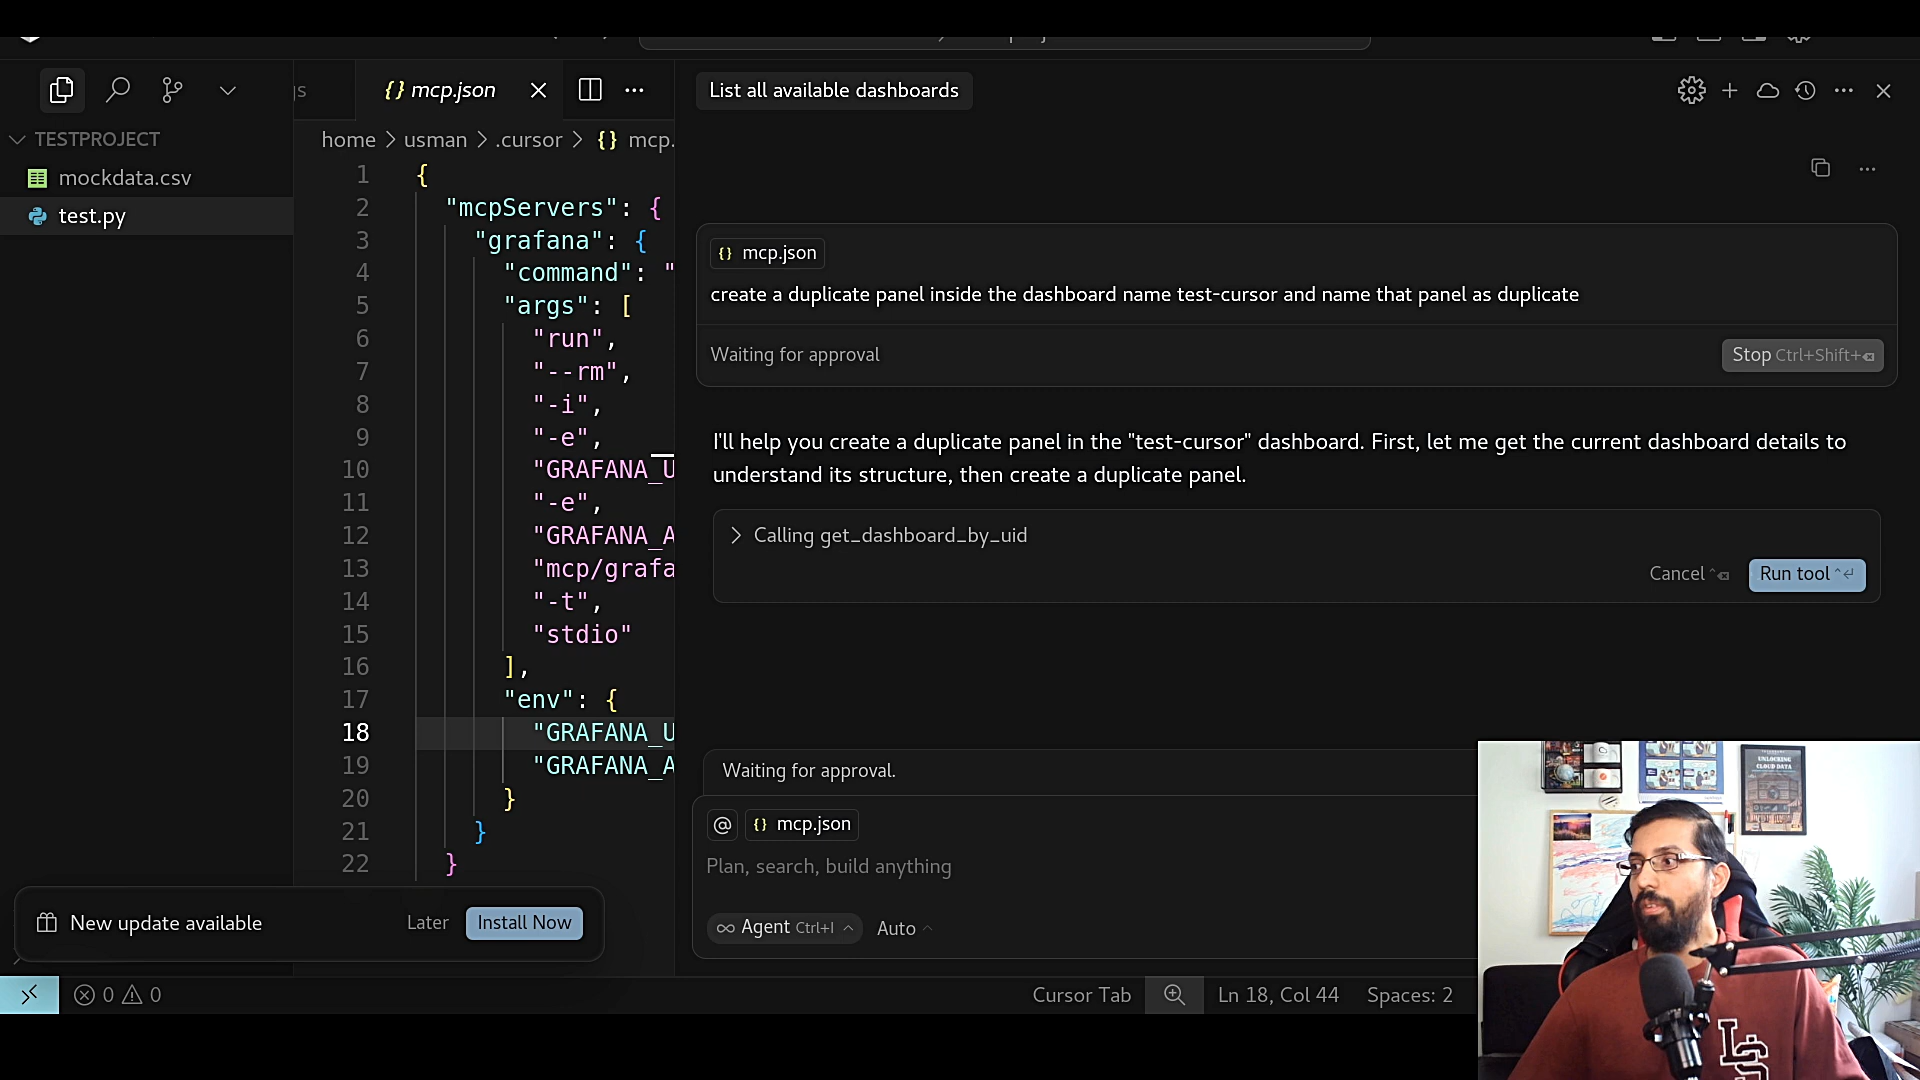 List all available dashboards
mcp.json
TESTPROJECT
mockdata.csv
test.py
home > usman > .cursor > {} mcp.
1 {
2 "mcpServers": {
3 "grafana": {
4 "command": "
5 "args": [
6 "run",
7 "--rm",
8 "-i",
9 "-e",
10 "GRAFANA_U
11 "-e",
12 "GRAFANA_A
13 "mcp/grafa
14 "-t",
15 "stdio"
16 ],
17 "env": {
18 "GRAFANA_U
19 "GRAFANA_A
20 }
21 }
22 }
New update available
Later
Install Now
{} mcp.json
create a duplicate panel inside the dashboard name test-cursor and name that panel as duplicate
Waiting for approval
Stop Ctrl+Shift+
I'll help you create a duplicate panel in the "test-cursor" dashboard. First, let me get the current dashboard details to
understand its structure, then create a duplicate panel.
Calling get_dashboard_by_uid
Cancel
Run tool
Waiting for approval.
@ {} mcp.json
Plan, search, build anything
Agent Ctrl+I
Auto
0 0
Cursor Tab
Ln 18, Col 44
Spaces: 2
UNLOCKING
CLOUD DATA
LS